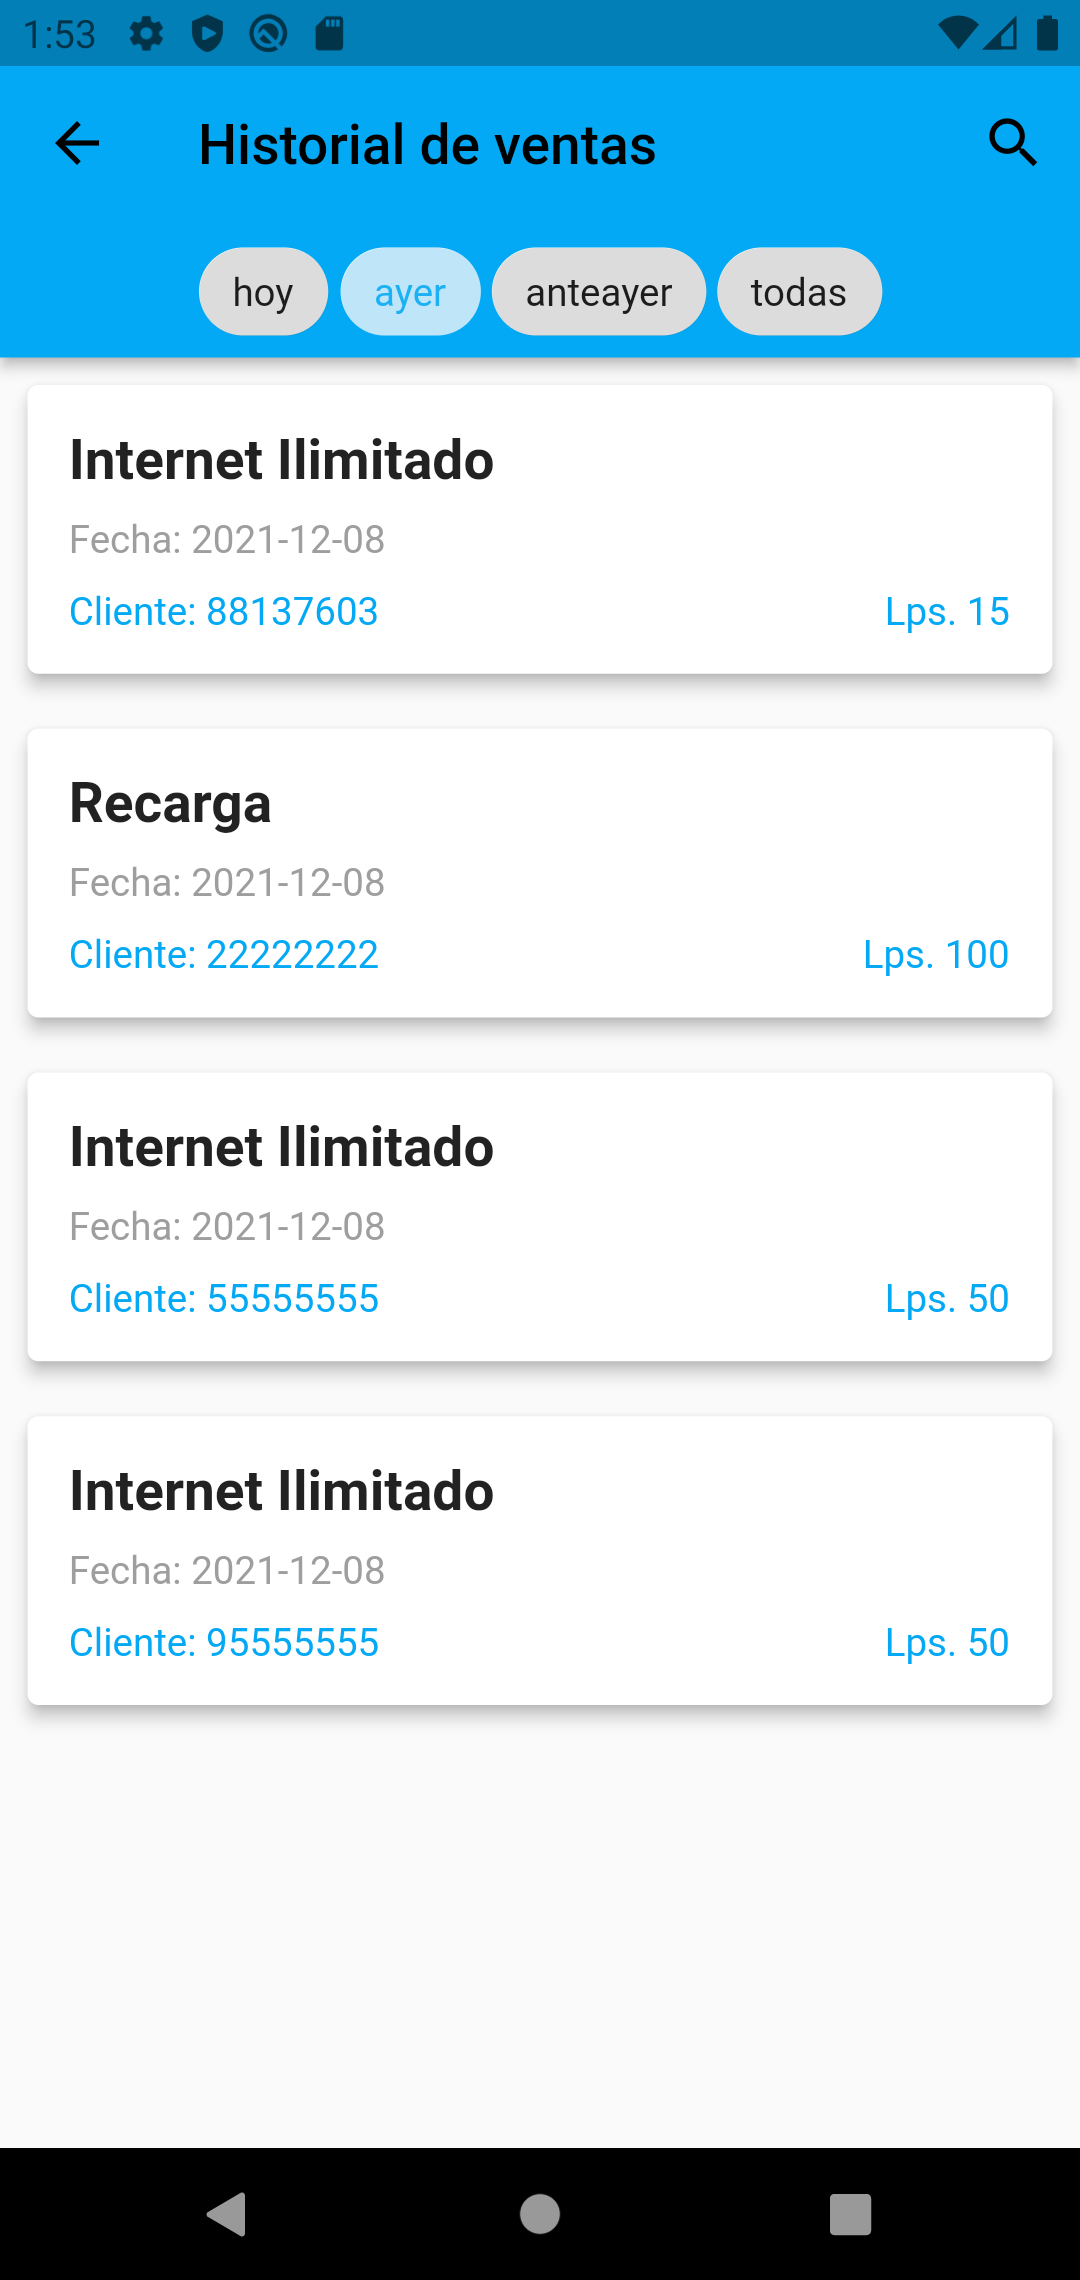 1:53
Historial de ventas
hoy ayer anteayer todas
Internet Ilimitado
Fecha: 2021-12-08
Cliente: 88137603 Lps. 15
Recarga
Fecha: 2021-12-08
Cliente: 22222222 Lps. 100
Internet Ilimitado
Fecha: 2021-12-08
Cliente: 55555555 Lps. 50
Internet Ilimitado
Fecha: 2021-12-08
Cliente: 95555555 Lps. 50